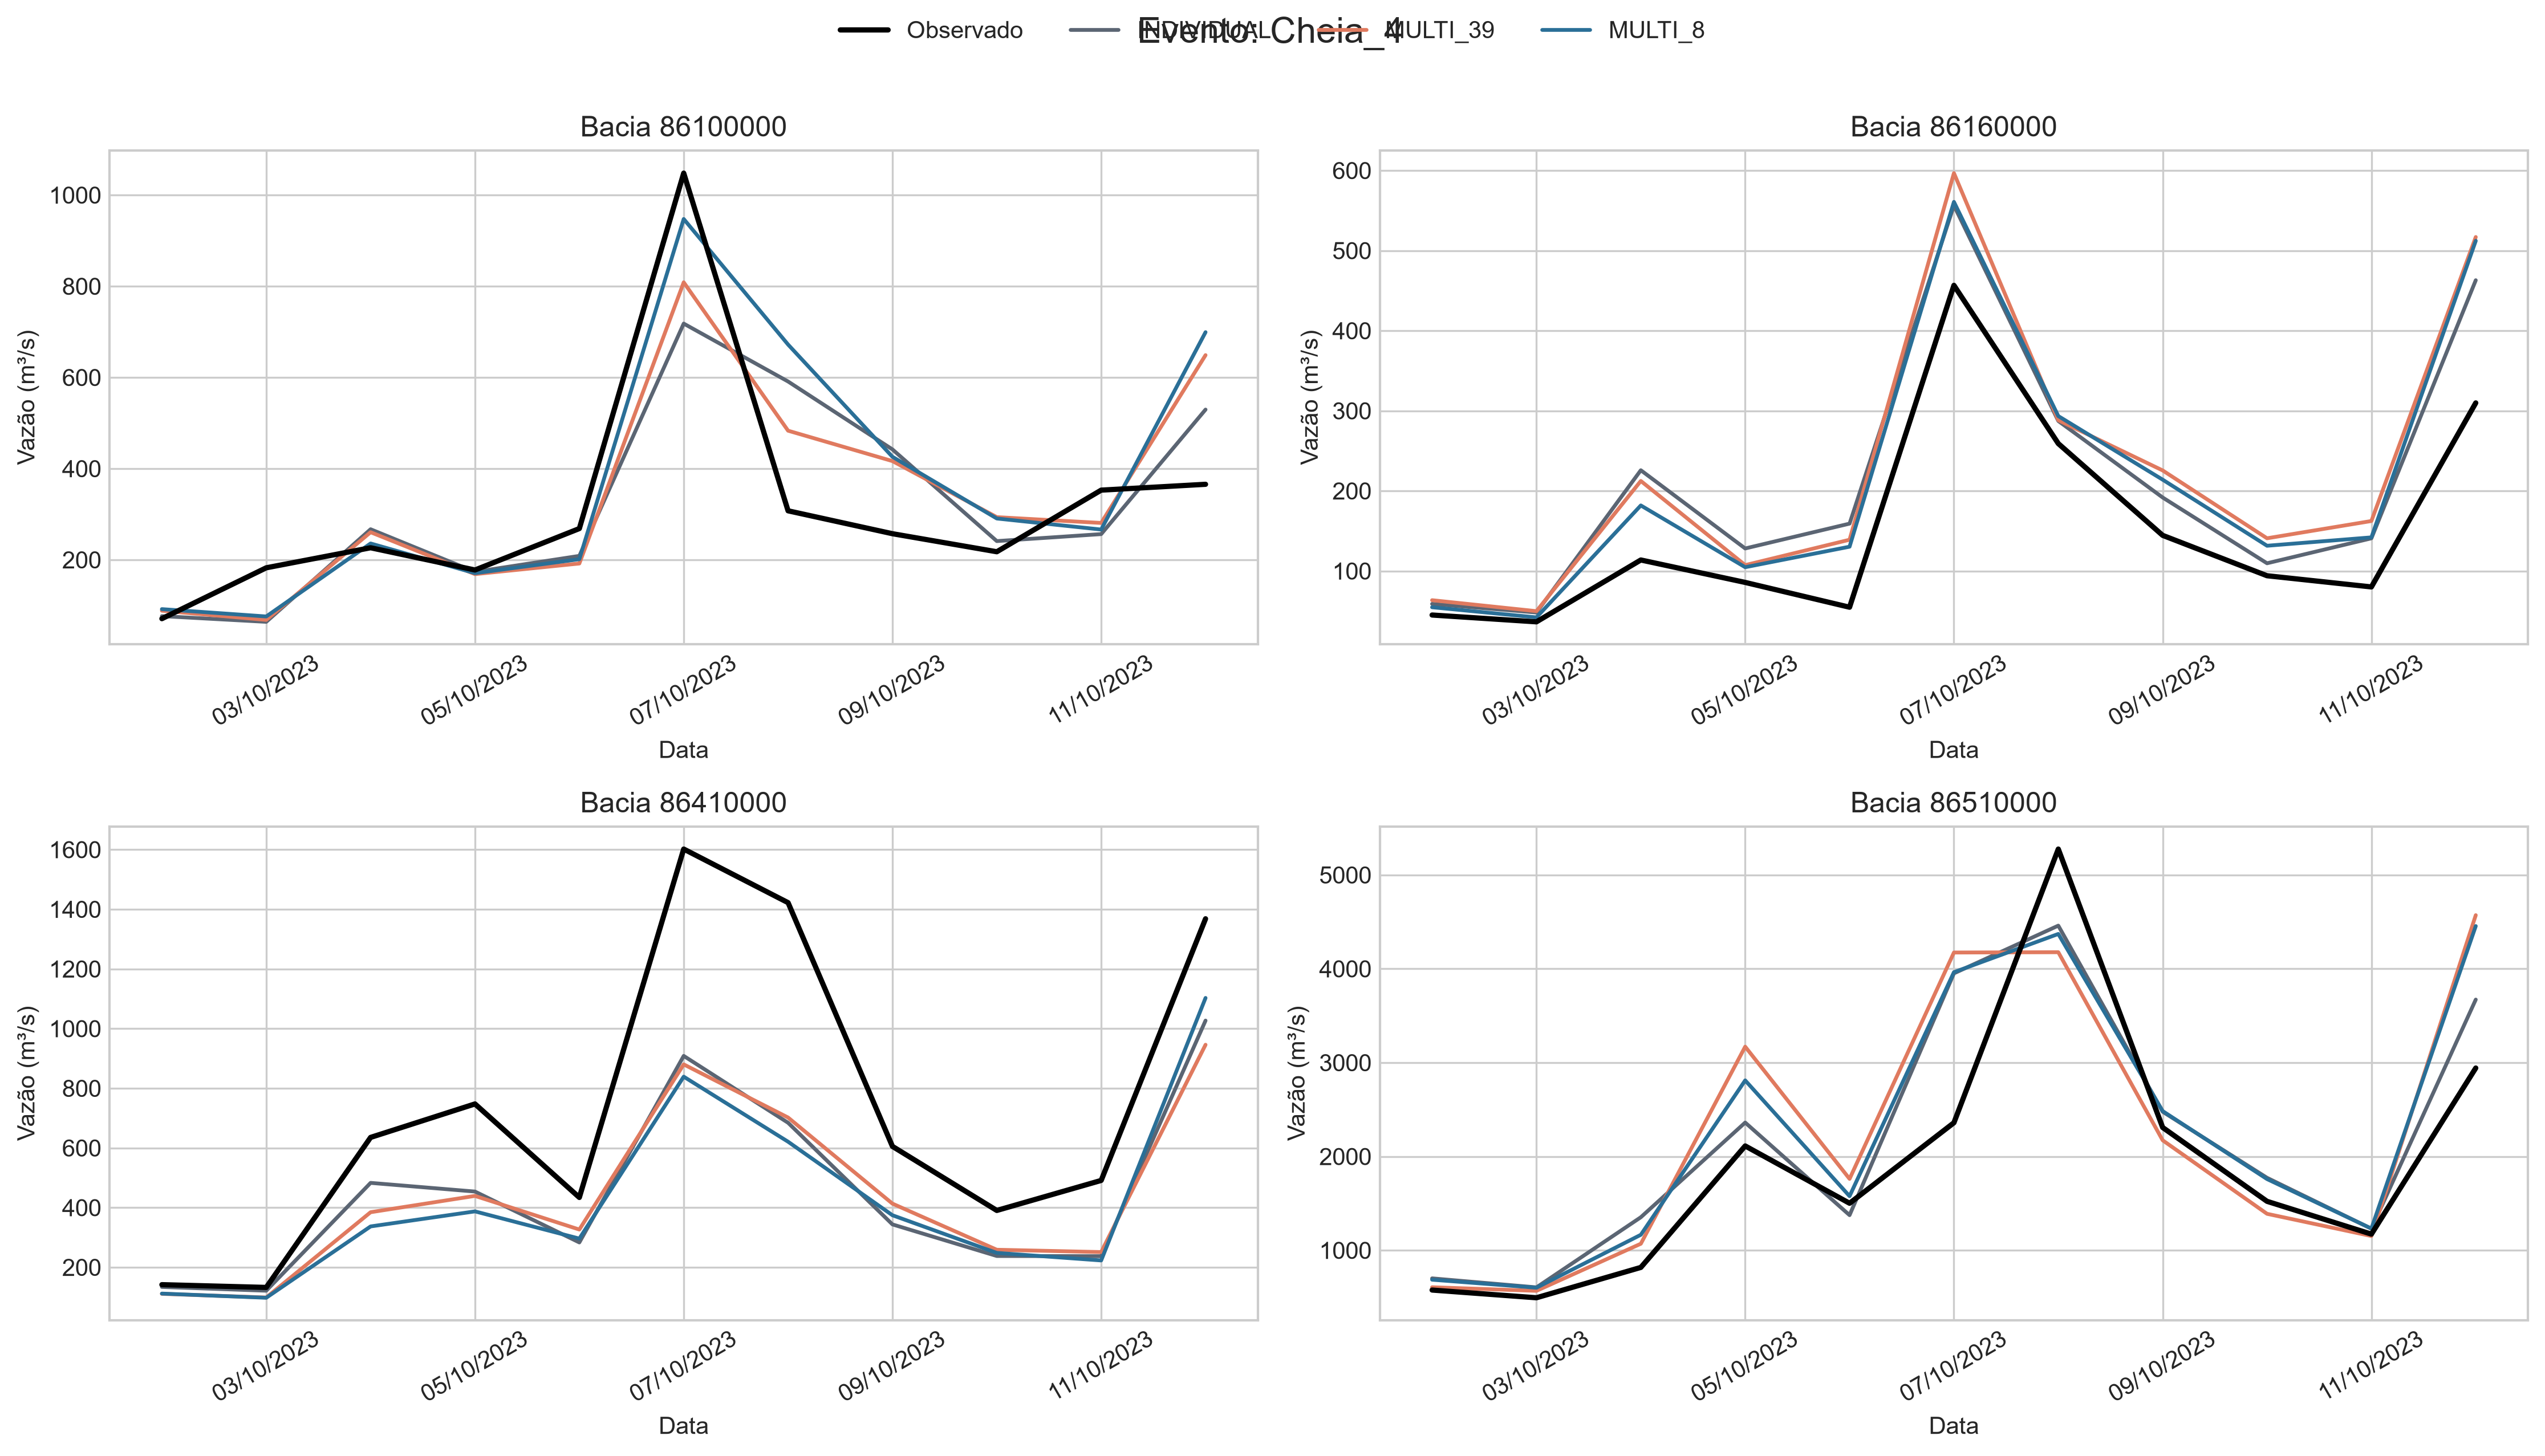 Evento: Cheia_4
Observado INDIVIDUAL MULTI_39 MULTI_8
Bacia 86100000
Vazão (m³/s)
1000
800
600
400
200
03/10/2023 05/10/2023 07/10/2023 09/10/2023 11/10/2023
Data
Bacia 86160000
Vazão (m³/s)
600
500
400
300
200
100
03/10/2023 05/10/2023 07/10/2023 09/10/2023 11/10/2023
Data
Bacia 86410000
Vazão (m³/s)
1600
1400
1200
1000
800
600
400
200
03/10/2023 05/10/2023 07/10/2023 09/10/2023 11/10/2023
Data
Bacia 86510000
Vazão (m³/s)
5000
4000
3000
2000
1000
03/10/2023 05/10/2023 07/10/2023 09/10/2023 11/10/2023
Data